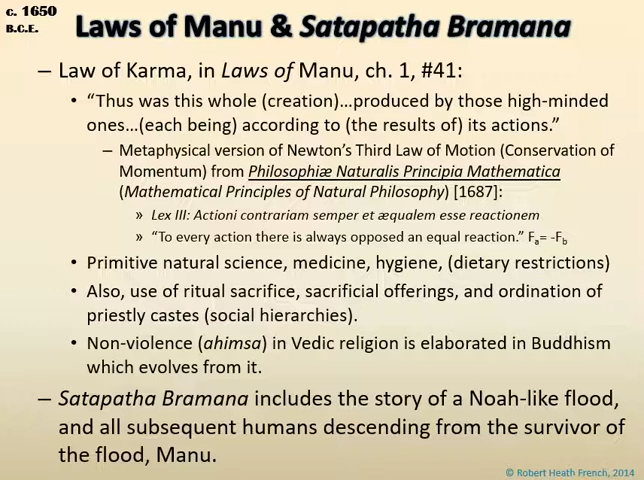 c. 1650
B.C.E.
Laws of Manu & Satapatha Bramana
– Law of Karma, in Laws of Manu, ch. 1, #41:
• “Thus was this whole (creation)…produced by those high-minded
ones…(each being) according to (the results of) its actions.”
– Metaphysical version of Newton’s Third Law of Motion (Conservation of
Momentum) from Philosophiæ Naturalis Principia Mathematica
(Mathematical Principles of Natural Philosophy) [1687]:
» Lex III: Actioni contrariam semper et æqualem esse reactionem
» “To every action there is always opposed an equal reaction.” Fa= -Fb
• Primitive natural science, medicine, hygiene, (dietary restrictions)
• Also, use of ritual sacrifice, sacrificial offerings, and ordination of
priestly castes (social hierarchies).
• Non-violence (ahimsa) in Vedic religion is elaborated in Buddhism
which evolves from it.
– Satapatha Bramana includes the story of a Noah-like flood,
and all subsequent humans descending from the survivor of
the flood, Manu.
© Robert Heath French, 2014